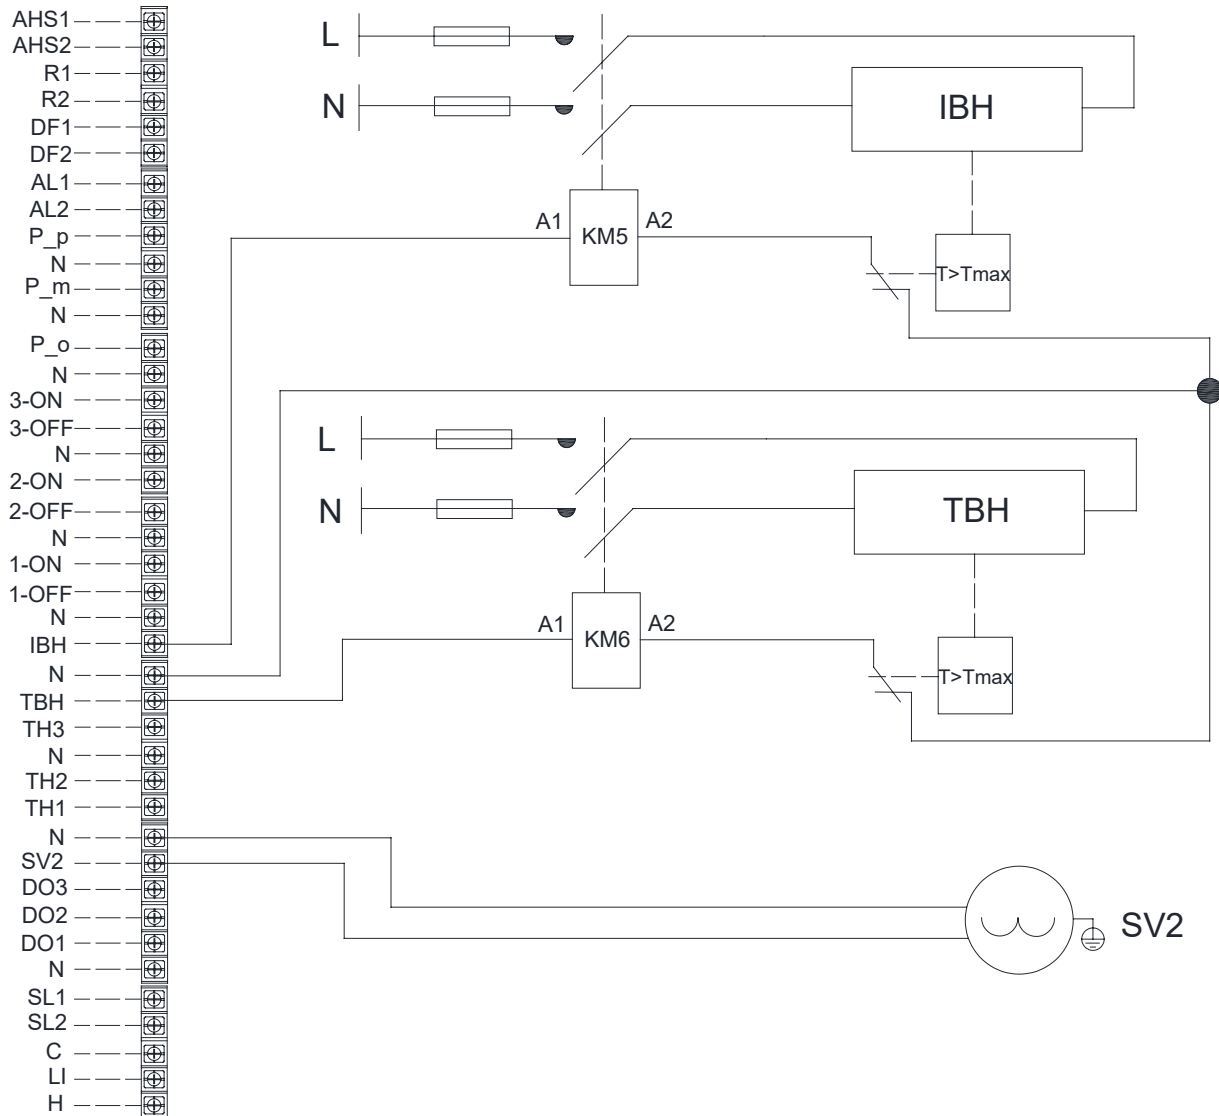 AHS1
AHS2
R1
R2
DF1
DF2
AL1
AL2
P_p
N
P_m
N
P_o
N
3-ON
3-OFF
N
2-ON
2-OFF
N
1-ON
1-OFF
N
IBH
N
TBH
TH3
N
TH2
TH1
N
SV2
DO3
DO2
DO1
N
SL1
SL2
C
LI
H
L
N
IBH
A1
KM5
A2
T>Tmax
L
N
TBH
A1
KM6
A2
T>Tmax
SV2